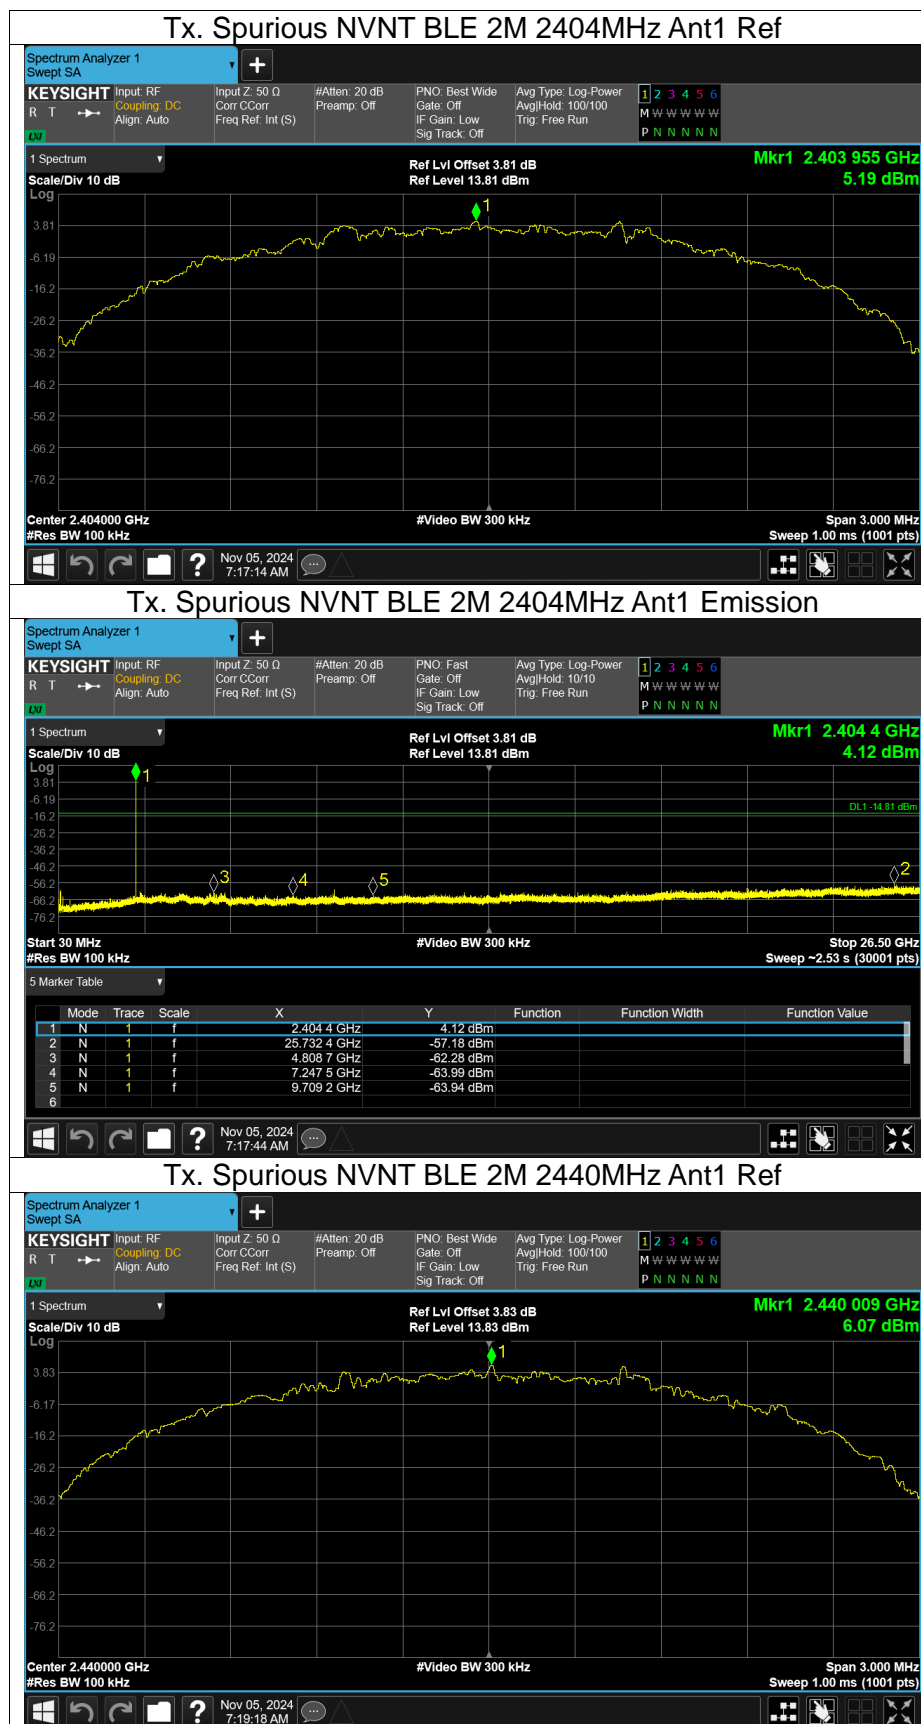 Tx. Spurious NVNT BLE 2M 2404MHz Ant1 Ref
Spectrum Analyzer 1
Swept SA
KEYSIGHT Input: RF Input Z: 50 Ω #Atten: 20 dB PNO: Best Wide Avg Type: Log-Power 1 2 3 4 5 6
R T Coupling: DC Corr CCorr Preamp: Off Gate: Off Avg|Hold: 100/100 M W W W W W
Align: Auto Freq Ref: Int (S) IF Gain: Low Trig: Free Run
LXI Sig Track: Off P N N N N N
1 Spectrum Ref Lvl Offset 3.81 dB Mkr1 2.403 955 GHz
Scale/Div 10 dB Ref Level 13.81 dBm 5.19 dBm
Log
1
3.81
-6.19
-16.2
-26.2
-36.2
-46.2
-56.2
-66.2
-76.2
Center 2.404000 GHz #Video BW 300 kHz Span 3.000 MHz
#Res BW 100 kHz Sweep 1.00 ms (1001 pts)
? Nov 05, 2024
7:17:14 AM
Tx. Spurious NVNT BLE 2M 2404MHz Ant1 Emission
Spectrum Analyzer 1
Swept SA
KEYSIGHT Input: RF Input Z: 50 Ω #Atten: 20 dB PNO: Fast Avg Type: Log-Power 1 2 3 4 5 6
R T Coupling: DC Corr CCorr Preamp: Off Gate: Off Avg|Hold: 10/10 M W W W W W
Align: Auto Freq Ref: Int (S) IF Gain: Low Trig: Free Run
LXI Sig Track: Off P N N N N N
1 Spectrum Ref Lvl Offset 3.81 dB Mkr1 2.404 4 GHz
Scale/Div 10 dB Ref Level 13.81 dBm 4.12 dBm
Log
1
3.81
-6.19
DL1 -14.81 dBm
-16.2
-26.2
-36.2
-46.2
3 4 5 2
-56.2
-66.2
-76.2
Start 30 MHz #Video BW 300 kHz Stop 26.50 GHz
#Res BW 100 kHz Sweep ~2.53 s (30001 pts)
5 Marker Table
Mode Trace Scale X Y Function Function Width Function Value
1 N 1 f 2.404 4 GHz 4.12 dBm
2 N 1 f 25.732 4 GHz -57.18 dBm
3 N 1 f 4.808 7 GHz -62.28 dBm
4 N 1 f 7.247 5 GHz -63.99 dBm
5 N 1 f 9.709 2 GHz -63.94 dBm
6
? Nov 05, 2024
7:17:44 AM
Tx. Spurious NVNT BLE 2M 2440MHz Ant1 Ref
Spectrum Analyzer 1
Swept SA
KEYSIGHT Input: RF Input Z: 50 Ω #Atten: 20 dB PNO: Best Wide Avg Type: Log-Power 1 2 3 4 5 6
R T Coupling: DC Corr CCorr Preamp: Off Gate: Off Avg|Hold: 100/100 M W W W W W
Align: Auto Freq Ref: Int (S) IF Gain: Low Trig: Free Run
LXI Sig Track: Off P N N N N N
1 Spectrum Ref Lvl Offset 3.83 dB Mkr1 2.440 009 GHz
Scale/Div 10 dB Ref Level 13.83 dBm 6.07 dBm
Log
1
3.83
-6.17
-16.2
-26.2
-36.2
-46.2
-56.2
-66.2
-76.2
Center 2.440000 GHz #Video BW 300 kHz Span 3.000 MHz
#Res BW 100 kHz Sweep 1.00 ms (1001 pts)
? Nov 05, 2024
7:19:18 AM